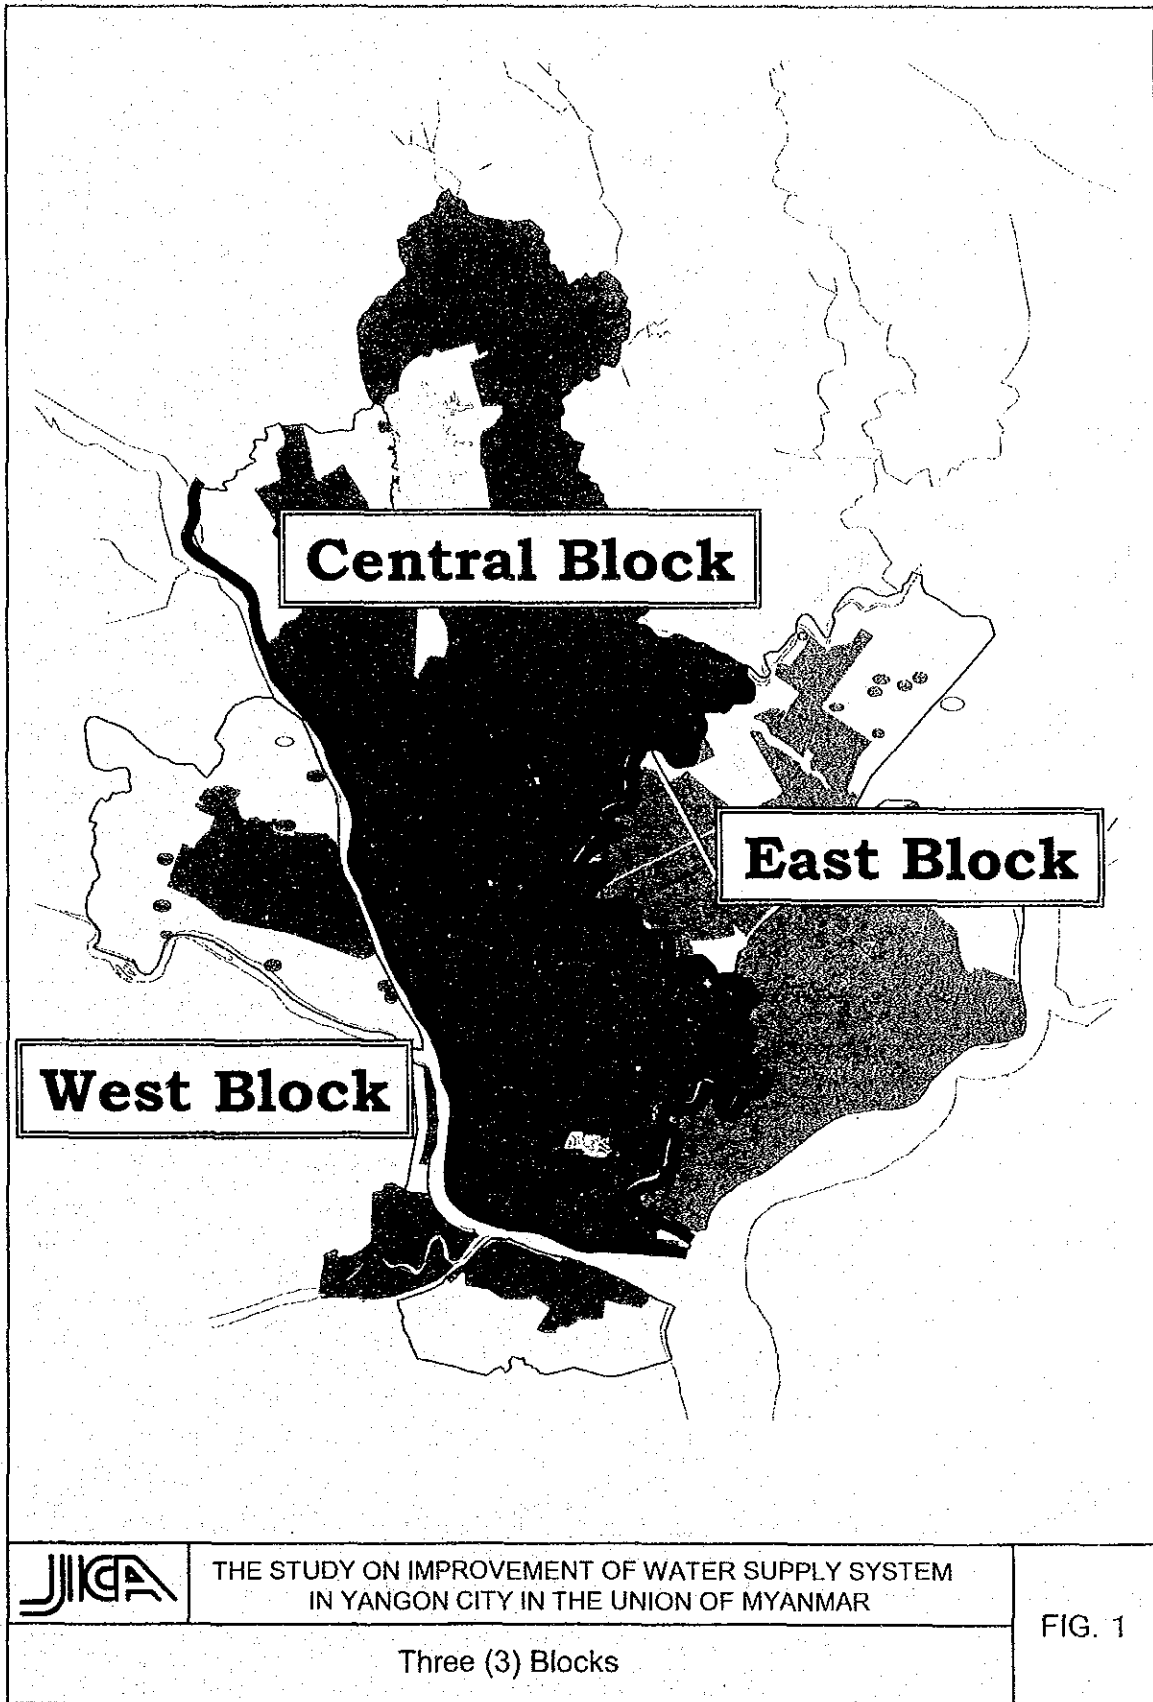 Central Block
East Block
West Block
JICA
THE STUDY ON IMPROVEMENT OF WATER SUPPLY SYSTEM
IN YANGON CITY IN THE UNION OF MYANMAR
FIG. 1
Three (3) Blocks